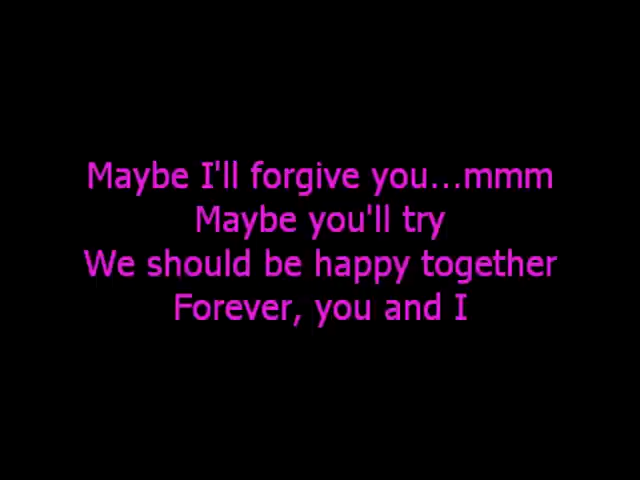 Maybe I'll forgive you...mmm
Maybe you'll try
We should be happy together
Forever, you and I